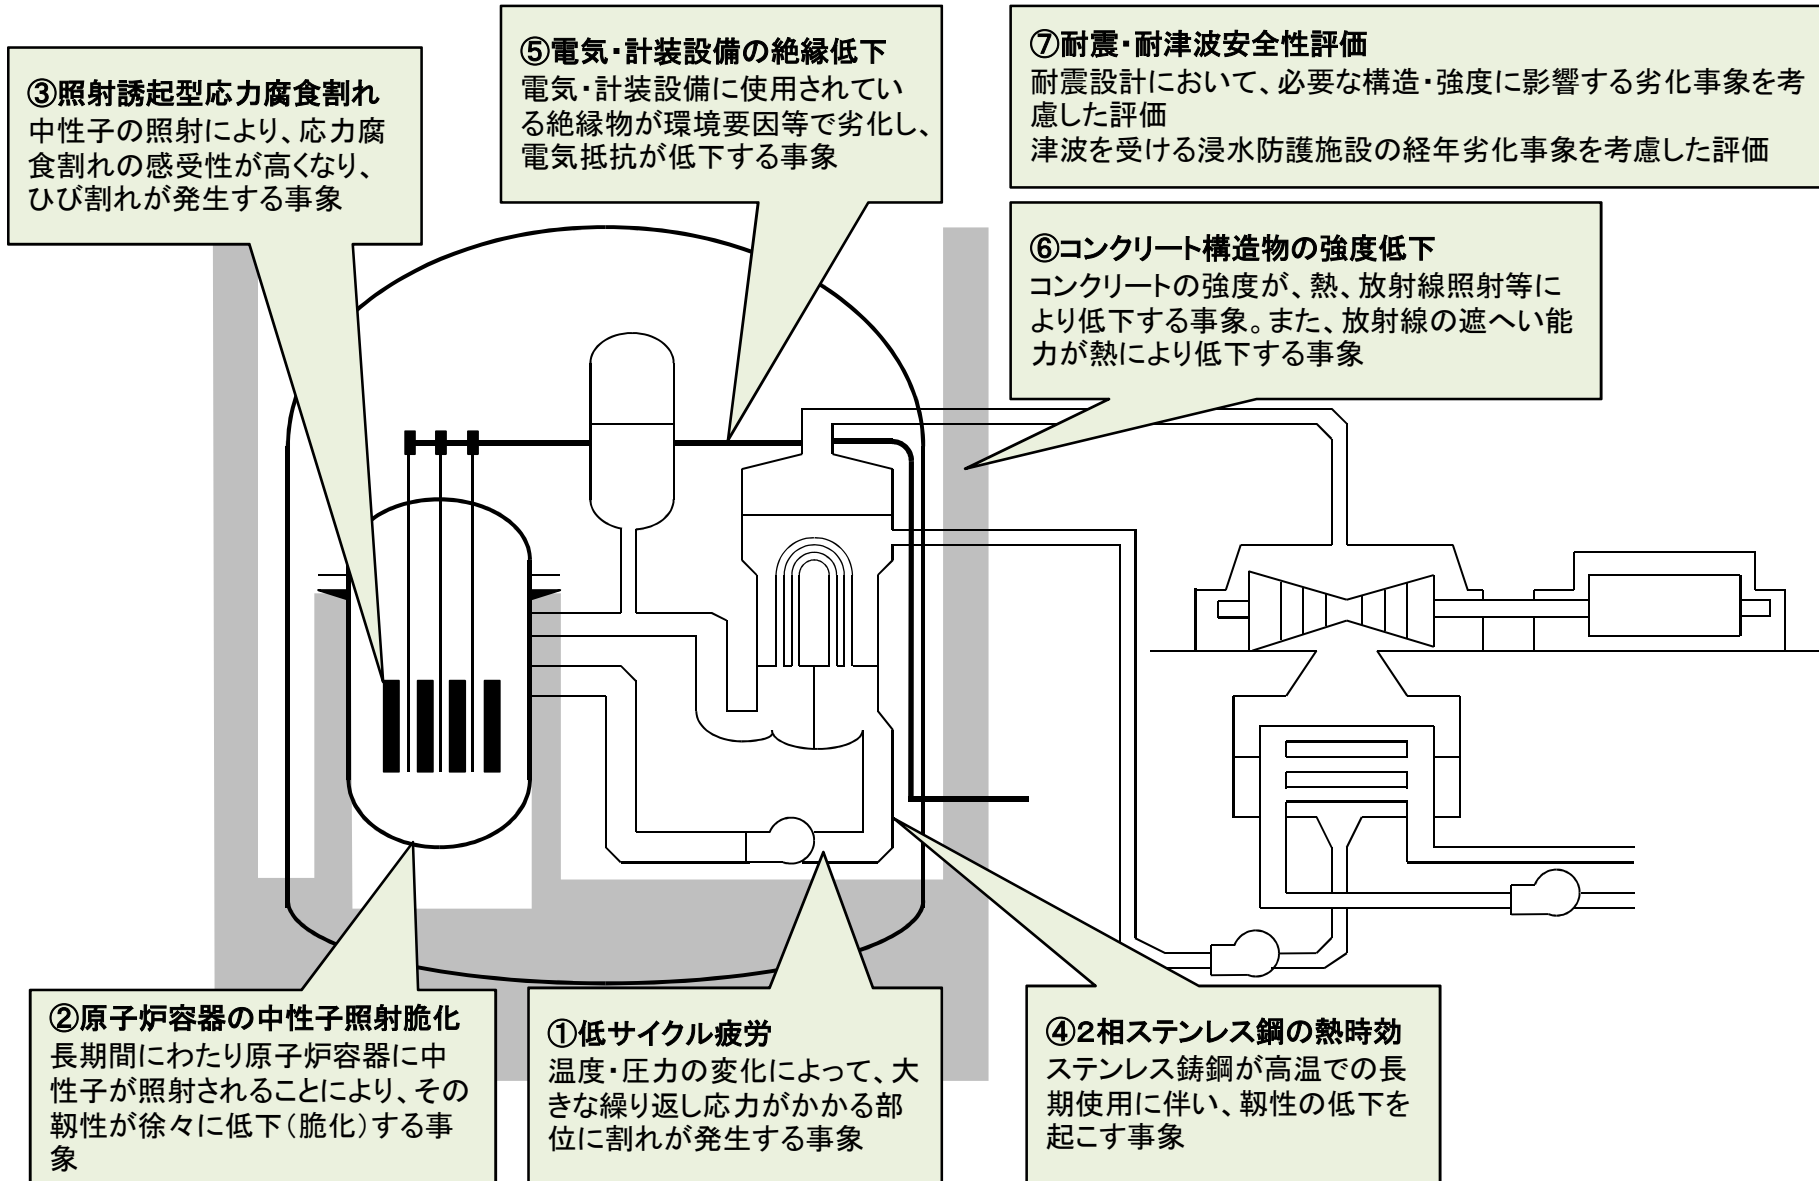 ③照射誘起型応力腐食割れ
中性子の照射により、応力腐
食割れの感受性が高くなり、
ひび割れが発生する事象
⑤電気・計装設備の絶縁低下
電気・計装設備に使用されてい
る絶縁物が環境要因等で劣化し、
電気抵抗が低下する事象
⑦耐震・耐津波安全性評価
耐震設計において、必要な構造・強度に影響する劣化事象を考
慮した評価
津波を受ける浸水防護施設の経年劣化事象を考慮した評価
⑥コンクリート構造物の強度低下
コンクリートの強度が、熱、放射線照射等に
より低下する事象。また、放射線の遮へい能
力が熱により低下する事象
②原子炉容器の中性子照射脆化
長期間にわたり原子炉容器に中
性子が照射されることにより、その
靱性が徐々に低下（脆化）する事
象
①低サイクル疲労
温度・圧力の変化によって、大
きな繰り返し応力がかかる部
位に割れが発生する事象
④２相ステンレス鋼の熱時効
ステンレス鋳鋼が高温での長
期使用に伴い、靱性の低下を
起こす事象